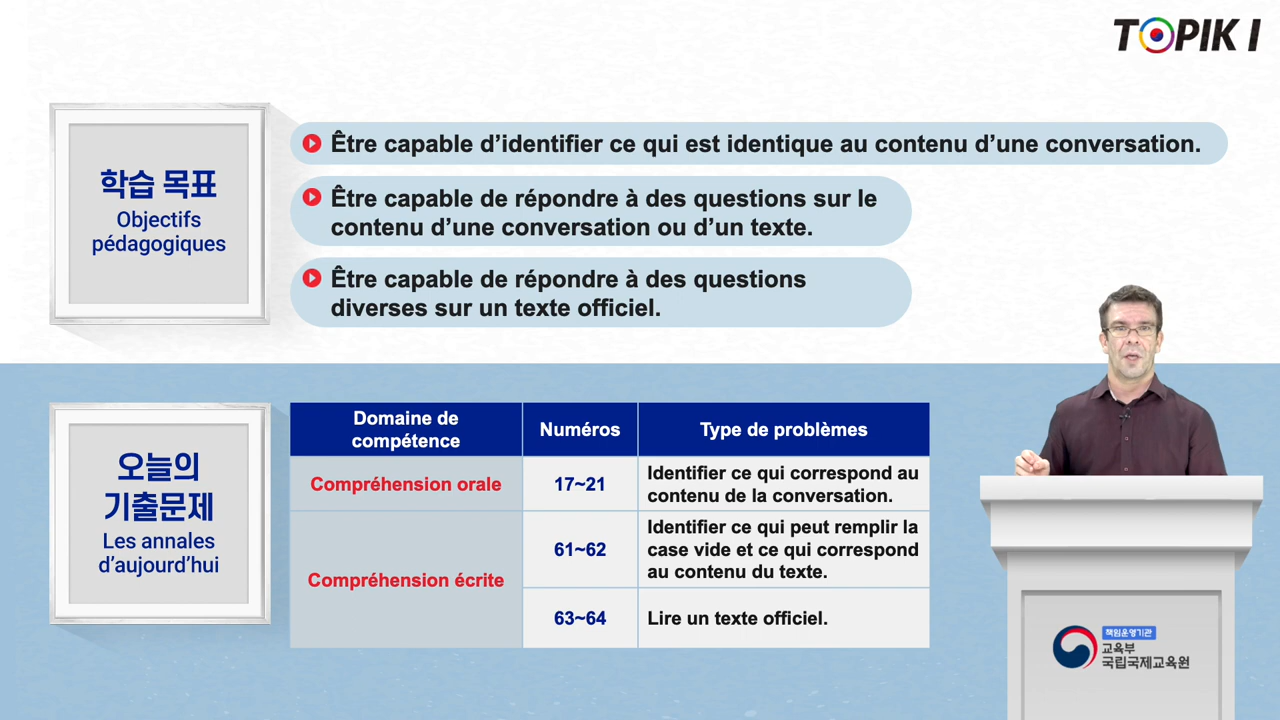 TOPIK I
학습 목표
Objectifs
pédagogiques
Être capable d’identifier ce qui est identique au contenu d’une conversation.
Être capable de répondre à des questions sur le
contenu d’une conversation ou d’un texte.
Être capable de répondre à des questions
diverses sur un texte officiel.
오늘의
기출문제
Les annales
d’aujourd’hui
Domaine de
compétence
Numéros
Type de problèmes
Compréhension orale
17~21
Identifier ce qui correspond au
contenu de la conversation.
Compréhension écrite
61~62
Identifier ce qui peut remplir la
case vide et ce qui correspond
au contenu du texte.
63~64
Lire un texte officiel.
책임운영기관
교육부
국립국제교육원